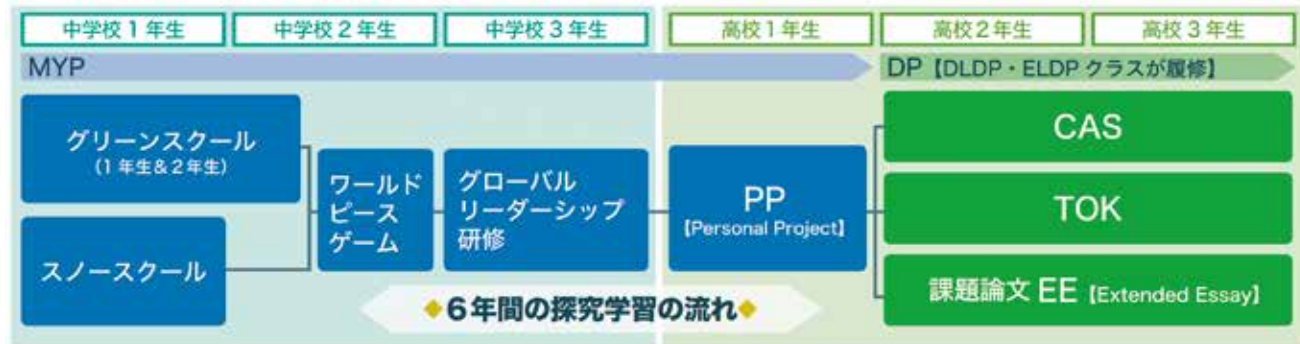 中学校1年生
中学校2年生
中学校3年生
高校1年生
高校2年生
高校3年生
MYP
DP【DLDP・ELDP クラスが履修】
グリーンスクール
（1年生&2年生）
スノースクール
ワールド
ピース
ゲーム
グローバル
リーダーシップ
研修
PP
【Personal Project】
CAS
TOK
課題論文 EE【Extended Essay】
◆6年間の探究学習の流れ◆